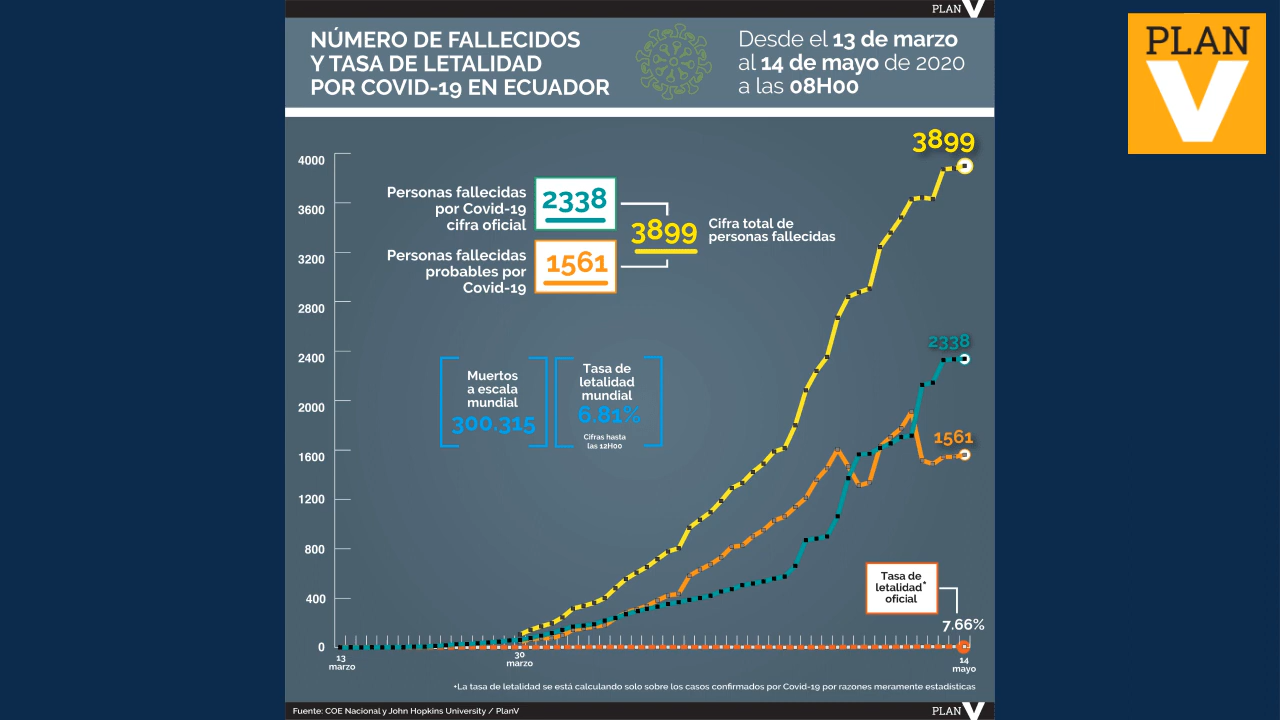 PLAN V
PLAN
V
NÚMERO DE FALLECIDOS
Y TASA DE LETALIDAD
POR COVID-19 EN ECUADOR
Desde el 13 de marzo
al 14 de mayo de 2020
a las 08H00
3899
4000
3600
3200
2800
2400
2000
1600
1200
800
400
0
Personas fallecidas
por Covid-19
cifra oficial
2338
Personas fallecidas
probables por
Covid-19
1561
3899
Cifra total de
personas fallecidas
Muertos
a escala
mundial
300.315
Tasa de
letalidad
mundial
6.81%
Cifras hasta
las 12H00
2338
1561
Tasa de
letalidad*
oficial
7.66%
13
marzo
30
marzo
14
mayo
*La tasa de letalidad se está calculando solo sobre los casos confirmados por Covid-19 por razones meramente estadísticas
Fuente: COE Nacional y John Hopkins University / PlanV
PLAN V